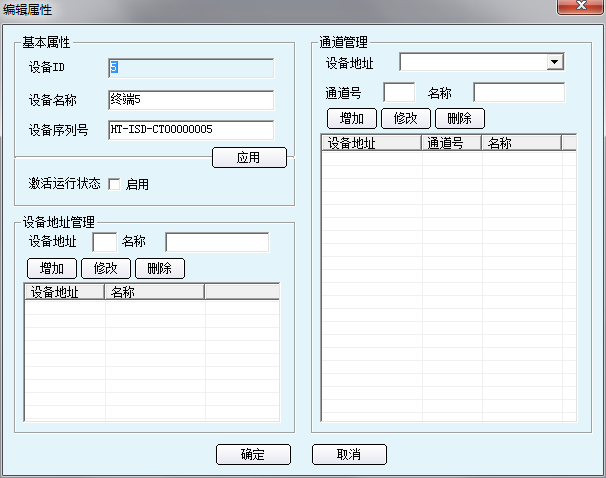 编辑属性
基本属性
设备ID 5
设备名称 终端5
设备序列号 HT-ISD-CT00000005
应用
激活运行状态 启用
设备地址管理
设备地址 名称
增加 修改 删除
设备地址 名称
通道管理
设备地址
通道号 名称
增加 修改 删除
设备地址 通道号 名称
确定 取消